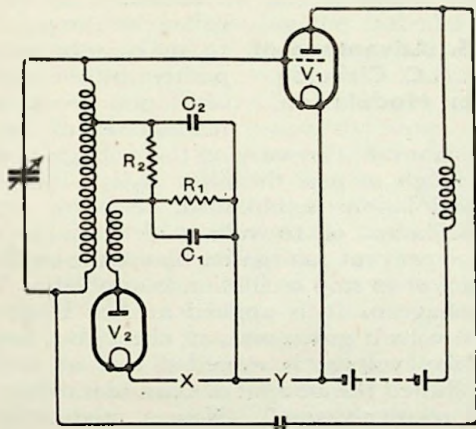 V₁
C₂
R₂
R₁
C₁
V₂
X Y